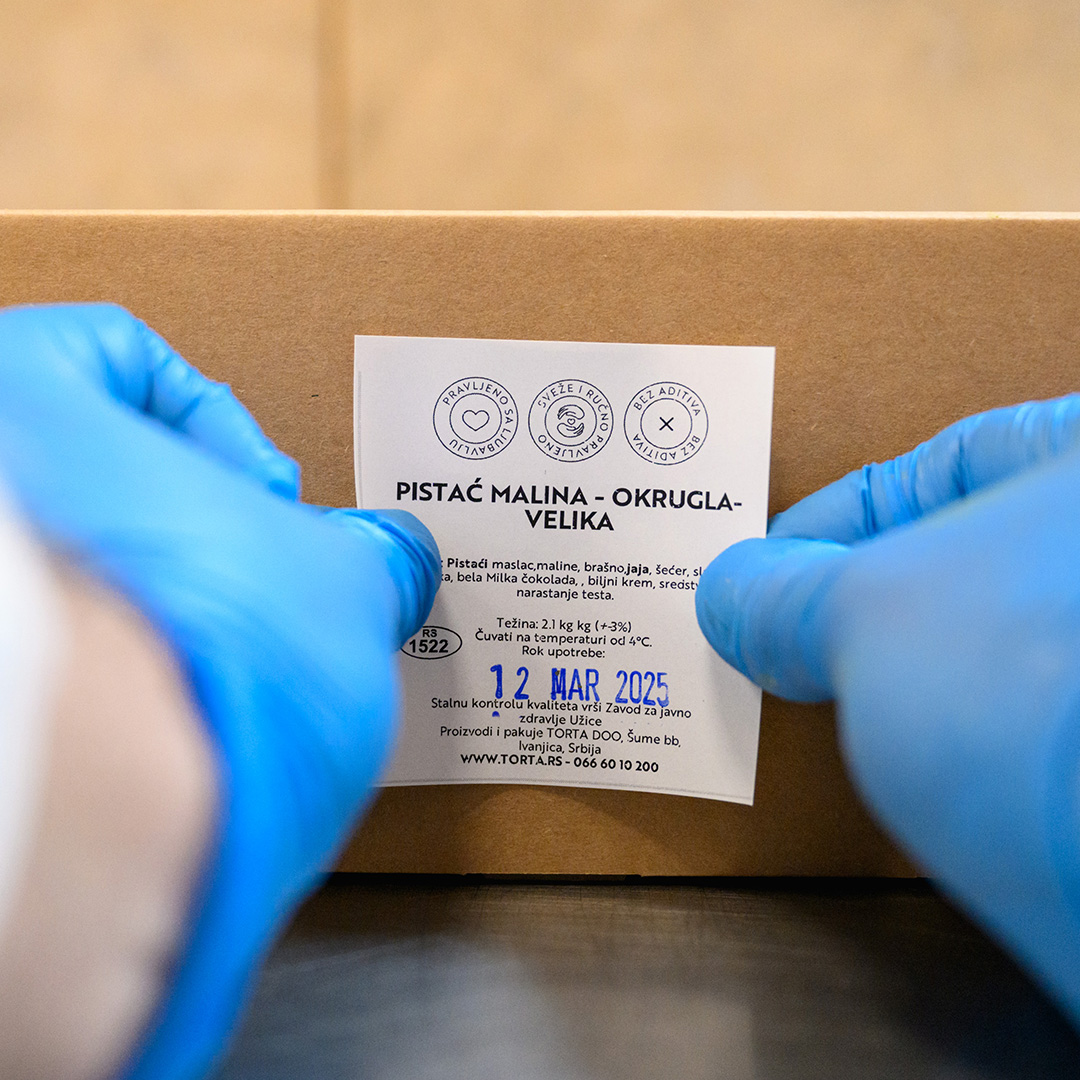 PRAVLJENO SA LJUBAVLJU
SVEŽE I RUČNO PRAVLJENO
BEZ ADITIVA BEZ ADITIVA
PISTAĆ MALINA - OKRUGLA-
VELIKA
: Pistaći maslac,maline, brašno,jaja, šećer,
bela Milka čokolada, , biljni krem,
narastanje testa.
Težina: 2.1 kg kg (+-3%)
Čuvati na temperaturi od 4°C.
Rok upotrebe:
RS
1522
12 MAR 2025
Stalnu kontrolu kvaliteta vrši Zavod za javno
zdravlje Užice
Proizvodi i pakuje TORTA DOO, Šume bb,
Ivanjica, Srbija
WWW.TORTA.RS - 066 60 10 200